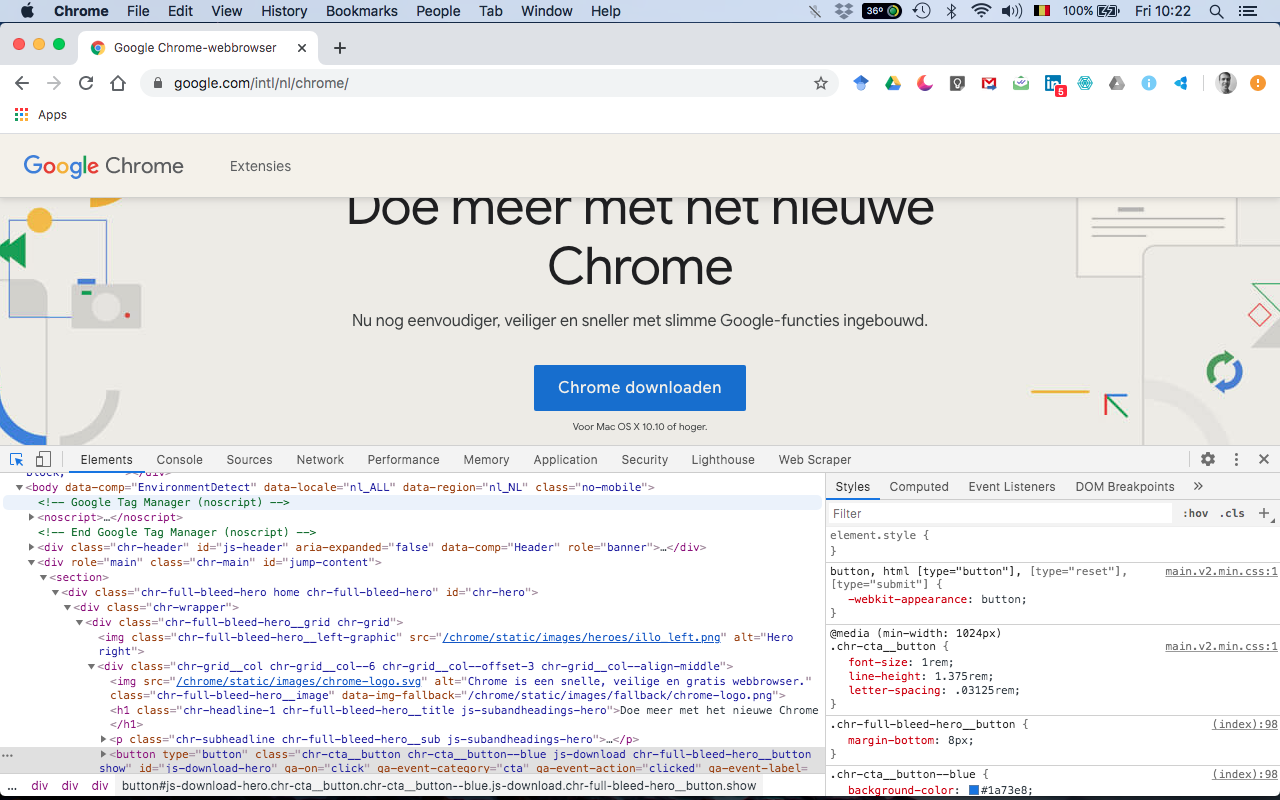 Chrome File Edit View History Bookmarks People Tab Window Help 36° 100% Fri 10:22
Google Chrome-webbrowser
google.com/intl/nl/chrome/
5
Apps
Google Chrome Extensies
Doe meer met het nieuwe
Chrome
Nu nog eenvoudiger, veiliger en sneller met slimme Google-functies ingebouwd.
Chrome downloaden
Voor Mac OS X 10.10 of hoger.
Elements Console Sources Network Performance Memory Application Security Lighthouse Web Scraper
<body data-comp="EnvironmentDetect" data-locale="nl_ALL" data-region="nl_NL" class="no-mobile">
<!-- Google Tag Manager (noscript) -->
<noscript>…</noscript>
<!-- End Google Tag Manager (noscript) -->
<div class="chr-header" id="js-header" aria-expanded="false" data-comp="Header" role="banner">…</div>
<div role="main" class="chr-main" id="jump-content">
<section>
<div class="chr-full-bleed-hero home chr-full-bleed-hero" id="chr-hero">
<div class="chr-wrapper">
<div class="chr-full-bleed-hero__grid chr-grid">
<img class="chr-full-bleed-hero__left-graphic" src="/chrome/static/images/heroes/illo_left.png" alt="Hero
right">
<div class="chr-grid__col chr-grid__col--6 chr-grid__col--offset-3 chr-grid__col--align-middle">
<img src="/chrome/static/images/chrome-logo.svg" alt="Chrome is een snelle, veilige en gratis webbrowser."
class="chr-full-bleed-hero__image" data-img-fallback="/chrome/static/images/fallback/chrome-logo.png">
<h1 class="chr-headline-1 chr-full-bleed-hero__title js-subandheadings-hero">Doe meer met het nieuwe Chrome
</h1>
<p class="chr-subheadline chr-full-bleed-hero__sub js-subandheadings-hero">…</p>
<button type="button" class="chr-cta__button chr-cta__button--blue js-download chr-full-bleed-hero__button
show" id="js-download-hero" ga-on="click" ga-event-category="cta" ga-event-action="clicked" ga-event-label=
... div div div button#js-download-hero.chr-cta__button.chr-cta__button--blue.js-download.chr-full-bleed-hero__button.show
Styles Computed Event Listeners DOM Breakpoints »
Filter :hov .cls +
element.style {
}
button, html [type="button"], [type="reset"], main.v2.min.css:1
[type="submit"] {
-webkit-appearance: button;
}
@media (min-width: 1024px)
.chr-cta__button { main.v2.min.css:1
font-size: 1rem;
line-height: 1.375rem;
letter-spacing: .03125rem;
}
.chr-full-bleed-hero__button { (index):98
margin-bottom: 8px;
}
.chr-cta__button--blue { (index):98
background-color: #1a73e8;